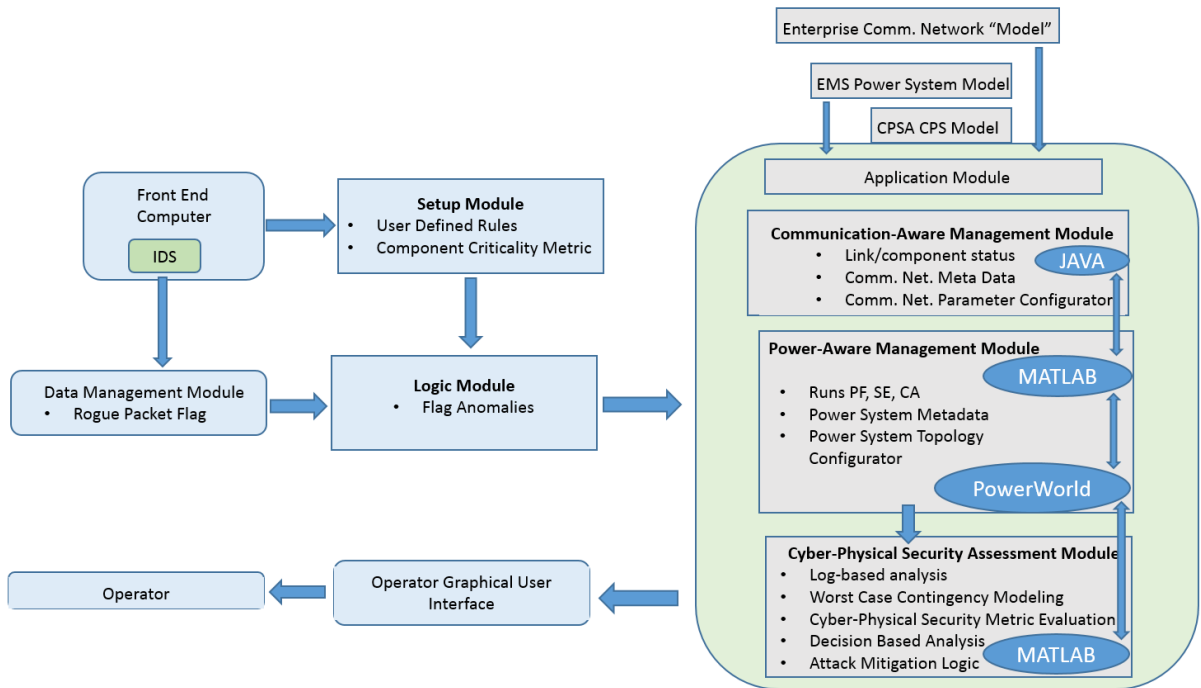 Enterprise Comm. Network “Model”
EMS Power System Model
CPSA CPS Model
Application Module
Front End
Computer
IDS
Setup Module
• User Defined Rules
• Component Criticality Metric
Communication-Aware Management Module
• Link/component status
• Comm. Net. Meta Data
• Comm. Net. Parameter Configurator
JAVA
Data Management Module
• Rogue Packet Flag
Logic Module
• Flag Anomalies
Power-Aware Management Module
MATLAB
• Runs PF, SE, CA
• Power System Metadata
• Power System Topology
Configurator
PowerWorld
Cyber-Physical Security Assessment Module
• Log-based analysis
• Worst Case Contingency Modeling
• Cyber-Physical Security Metric Evaluation
• Decision Based Analysis
• Attack Mitigation Logic
MATLAB
Operator Graphical User
Interface
Operator